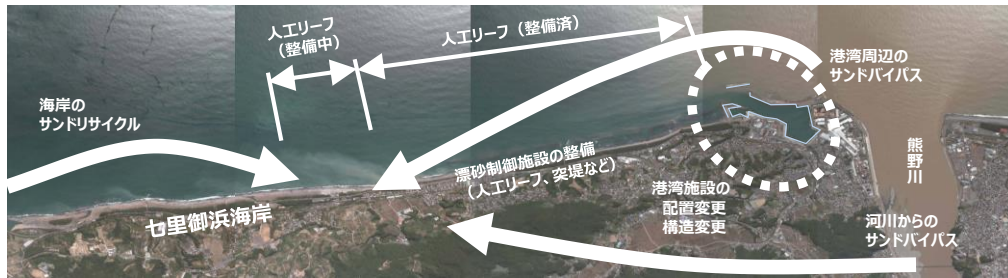 人工リーフ
（整備中）
人工リーフ（整備済）
港湾周辺の
サンドバイパス
海岸の
サンドリサイクル
漂砂制御施設の整備
（人工リーフ、突堤など）
熊野川
港湾施設の
配置変更
構造変更
七里御浜海岸
河川からの
サンドバイパス